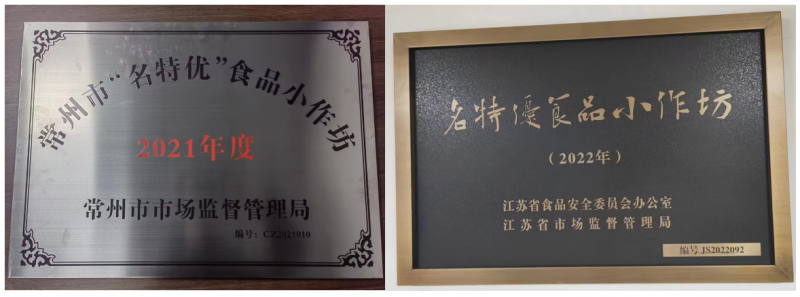 常州市“名特优”食品小作坊
2021年度
常州市市场监督管理局
编号：CZ2021010
名特優食品小作坊
（2022年）
江苏省食品安全委员会办公室
江苏省市场监督管理局
编号 JS2022092